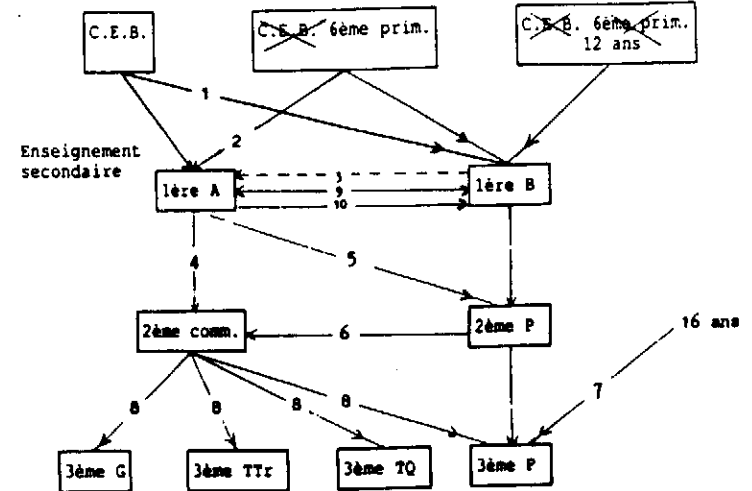 C.E.B.
C.E.B. 6ème prim.
C.E.B. 6ème prim.
12 ans
1
2
Enseignement
secondaire
1ère A
3
9
10
1ère B
4
5
2ème comm.
6
2ème P
16 ans
7
8
8
8
8
3ème G
3ème TTr
3ème TQ
3ème P